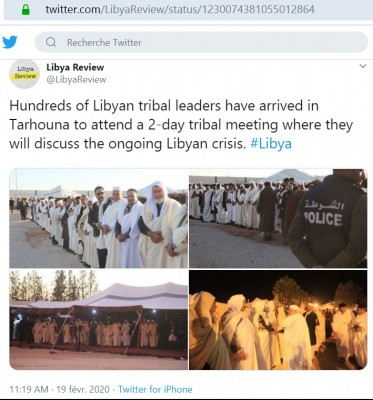 twitter.com/LibyaReview/status/1230074381055012864
Recherche Twitter
Libya Review
Libya
Review
@LibyaReview
Hundreds of Libyan tribal leaders have arrived in
Tarhouna to attend a 2-day tribal meeting where they
will discuss the ongoing Libyan crisis. #Libya
الشرطة
POLICE
11:19 AM - 19 févr. 2020 - Twitter for iPhone